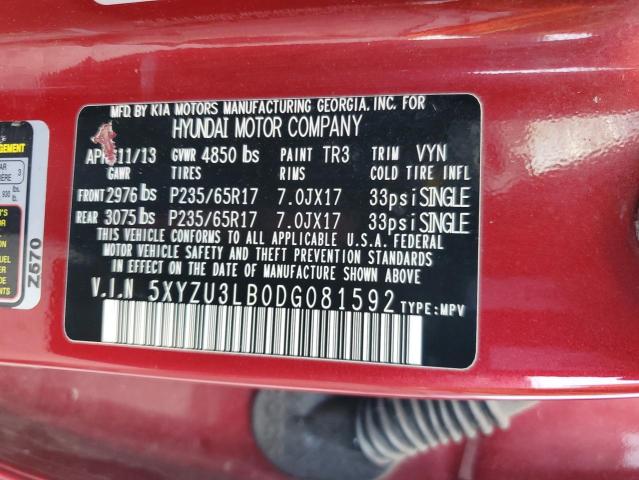 MFD. BY KIA MOTORS MANUFACTURING GEORGIA, INC. FOR
HYUNDAI MOTOR COMPANY
11/13 GVWR 4850 lbs PAINT TR3 TRIM VYN
GAWR TIRES RIMS COLD TIRE INFL
FRONT 2976 lbs P235/65R17 7.0JX17 33psi SINGLE
REAR 3075 lbs P235/65R17 7.0JX17 33psi SINGLE
THIS VEHICLE CONFORMS TO ALL APPLICABLE U.S.A. FEDERAL
MOTOR VEHICLE SAFETY AND THEFT PREVENTION STANDARDS
IN EFFECT ON THE DATE OF MANUFACTURE SHOWN ABOVE.
V.I.N 5XYZU3LB0DG081592 TYPE:MPV
Z570